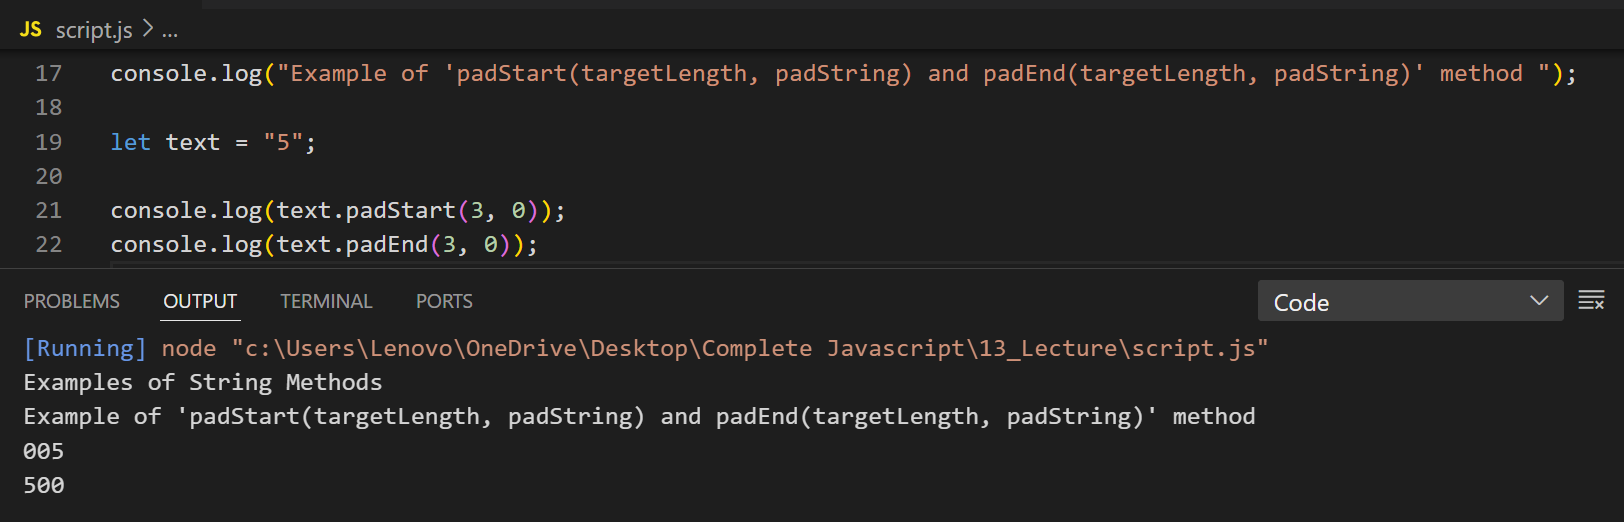 JS script.js > ...
17 console.log("Example of 'padStart(targetLength, padString) and padEnd(targetLength, padString)' method ");
18
19 let text = "5";
20
21 console.log(text.padStart(3, 0));
22 console.log(text.padEnd(3, 0));
PROBLEMS OUTPUT TERMINAL PORTS Code
[Running] node "c:\Users\Lenovo\OneDrive\Desktop\Complete Javascript\13_Lecture\script.js"
Examples of String Methods
Example of 'padStart(targetLength, padString) and padEnd(targetLength, padString)' method
005
500